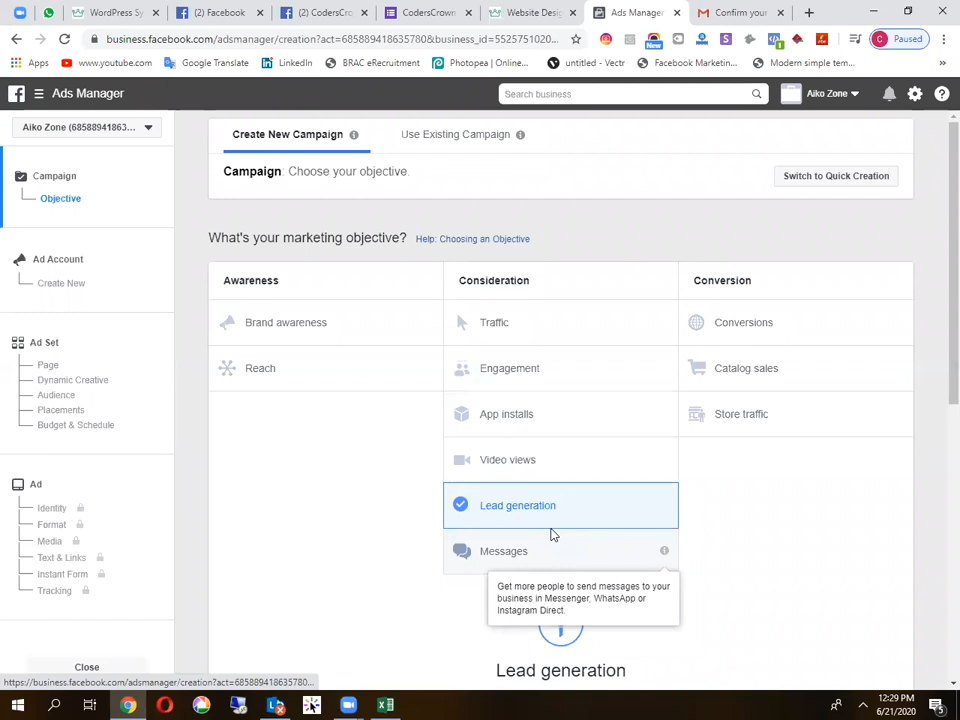 WordPress Sy
(2) Facebook
(2) CodersCro
CodersCrown
Website Desig
Ads Manager
Confirm your
business.facebook.com/adsmanager/creation?act=685889418635780&business_id=5525751020...
New
Paused
Apps
www.youtube.com
Google Translate
LinkedIn
BRAC eRecruitment
Photopea | Online...
untitled - Vectr
Facebook Marketin...
Modern simple tem...
Ads Manager
Search business
Aiko Zone
Aiko Zone (68588941863...
Create New Campaign
Use Existing Campaign
Campaign: Choose your objective.
Switch to Quick Creation
Campaign
Objective
Ad Account
Create New
Ad Set
Page
Dynamic Creative
Audience
Placements
Budget & Schedule
Ad
Identity
Format
Media
Text & Links
Instant Form
Tracking
Close
What's your marketing objective? Help: Choosing an Objective
Awareness
Consideration
Conversion
Brand awareness
Traffic
Conversions
Reach
Engagement
Catalog sales
App installs
Store traffic
Video views
Lead generation
Messages
Get more people to send messages to your
business in Messenger, WhatsApp or
Instagram Direct.
Lead generation
https://business.facebook.com/adsmanager/creation?act=685889418635780...
12:29 PM
6/21/2020
5